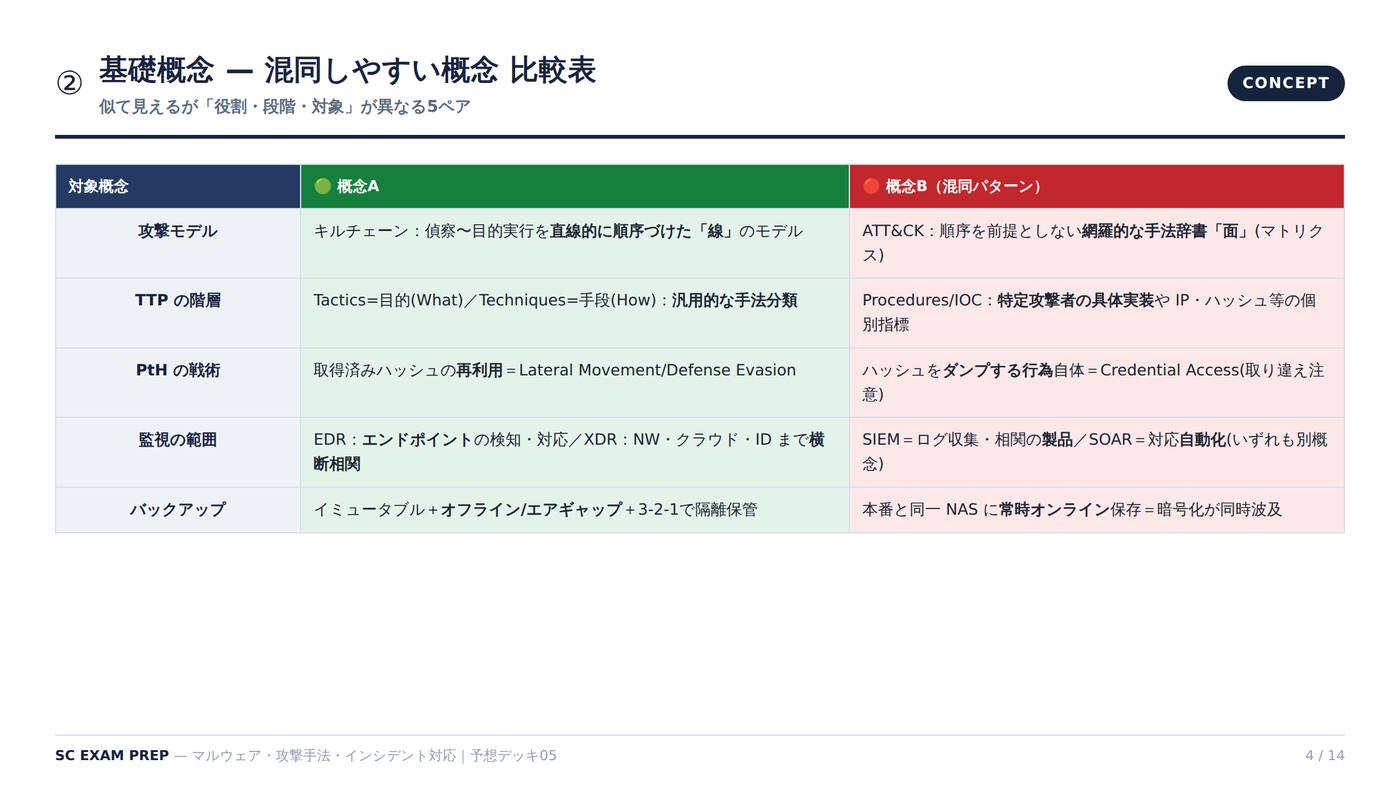 ②
基礎概念 — 混同しやすい概念 比較表
似て見えるが「役割・段階・対象」が異なる5ペア
CONCEPT
対象概念
🟢 概念A
🔴 概念B（混同パターン）
攻撃モデル
キルチェーン：偵察〜目的実行を直線的に順序づけた「線」のモデル
ATT&CK：順序を前提としない網羅的な手法辞書「面」(マトリク
ス)
TTP の階層
Tactics=目的(What)／Techniques=手段(How)：汎用的な手法分類
Procedures/IOC：特定攻撃者の具体実装や IP・ハッシュ等の個
別指標
PtH の戦術
取得済みハッシュの再利用＝Lateral Movement/Defense Evasion
ハッシュをダンプする行為自体＝Credential Access(取り違え注
意)
監視の範囲
EDR：エンドポイントの検知・対応／XDR：NW・クラウド・ID まで横
断相関
SIEM＝ログ収集・相関の製品／SOAR＝対応自動化(いずれも別概
念)
バックアップ
イミュータブル＋オフライン/エアギャップ＋3-2-1で隔離保管
本番と同一 NAS に常時オンライン保存＝暗号化が同時波及
SC EXAM PREP — マルウェア・攻撃手法・インシデント対応｜予想デッキ05
4 / 14